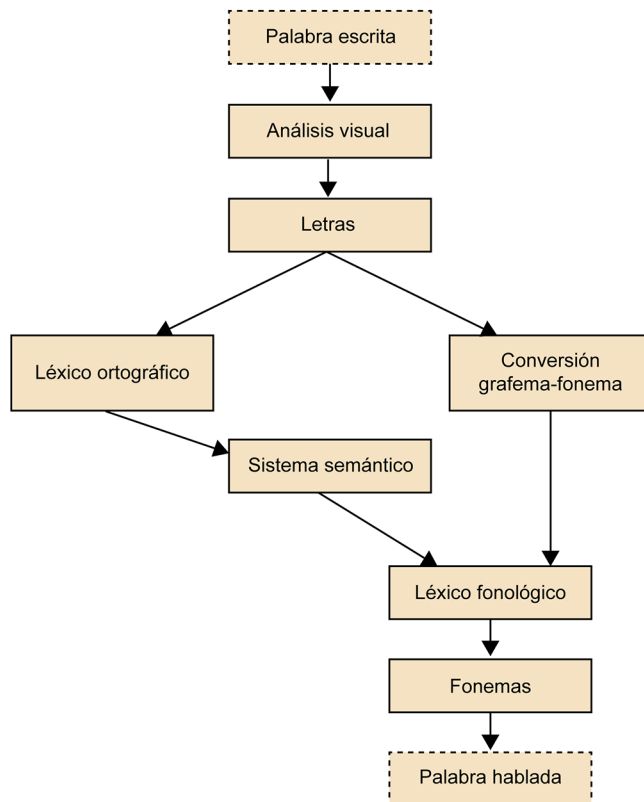 Palabra escrita
Análisis visual
Letras
Léxico ortográfico
Conversión
grafema-fonema
Sistema semántico
Léxico fonológico
Fonemas
Palabra hablada